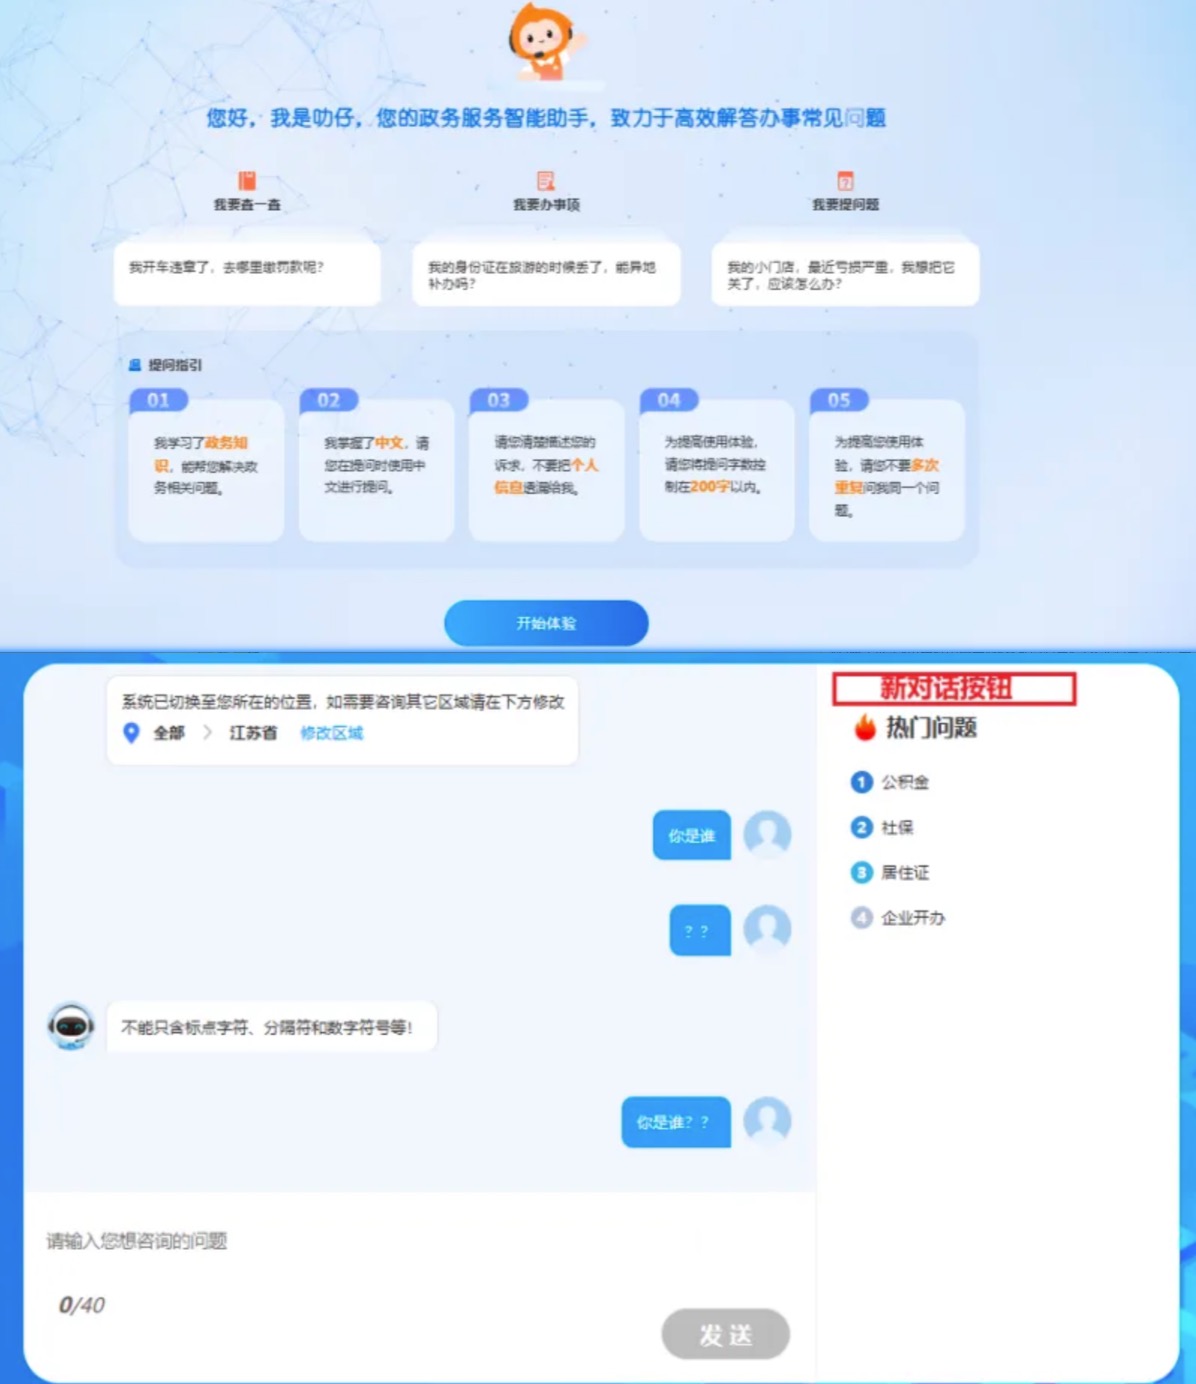 您好，我是叻仔，您的政务服务智能助手，致力于高效解答办事常见问题
我要查一查
我要办事项
我要提问题
我开车违章了，去哪里缴罚款呢？
我的身份证在旅游的时候丢了，能异地
补办吗？
我的小门店，最近亏损严重，我想把它
关了，应该怎么办？
提问指引
01
我学习了政务知
识，能帮您解决政
务相关问题。
02
我掌握了中文，请
您在提问时使用中
文进行提问。
03
请您清楚描述您的
诉求，不要把个人
信息透漏给我。
04
为提高使用体验，
请您将提问字数控
制在200字以内。
05
为提高您使用体
验，请您不要多次
重复问我同一个问
题。
开始体验
系统已切换至您所在的位置，如需要咨询其它区域请在下方修改
全部 > 江苏省 修改区域
你是谁
？？
不能只含标点字符、分隔符和数字符号等！
你是谁？？
请输入您想咨询的问题
0/40
发送
新对话按钮
热门问题
1 公积金
2 社保
3 居住证
4 企业开办